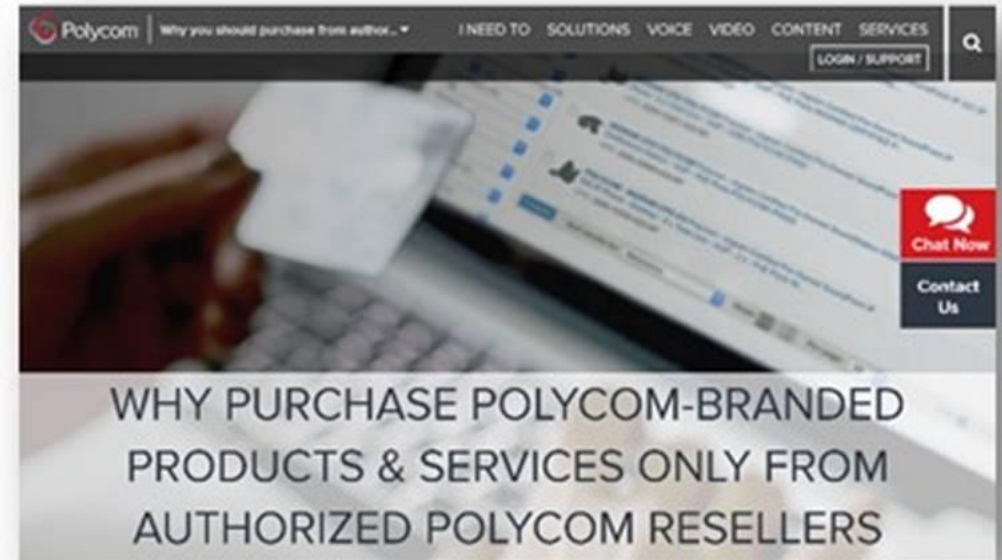 Polycom
Why you should purchase from author...
I NEED TO SOLUTIONS VOICE VIDEO CONTENT SERVICES
LOGIN / SUPPORT
Chat Now
Contact
Us
WHY PURCHASE POLYCOM-BRANDED
PRODUCTS & SERVICES ONLY FROM
AUTHORIZED POLYCOM RESELLERS